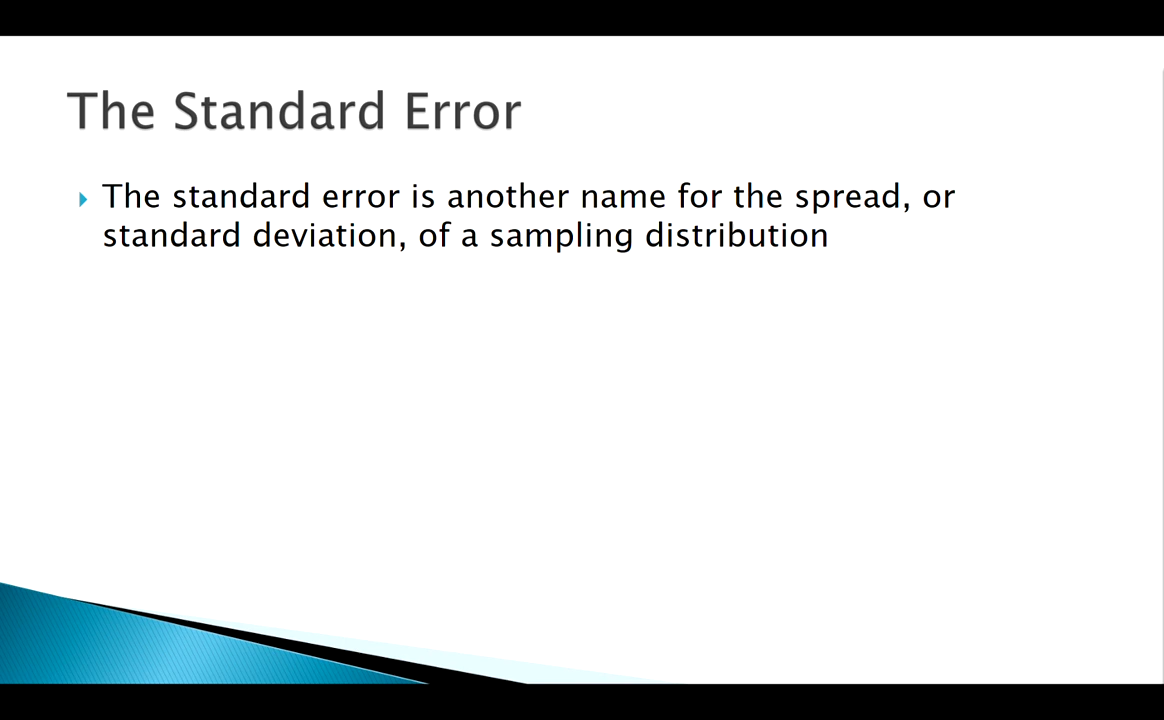 The Standard Error
The standard error is another name for the spread, or
standard deviation, of a sampling distribution